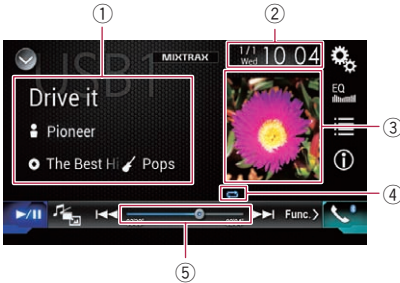 ① ②
USB1
MIXTRAX
1/1 Wed 10 04
Drive it
EQ
Pioneer
③
The Best Hi Pops
④
Func.
⑤